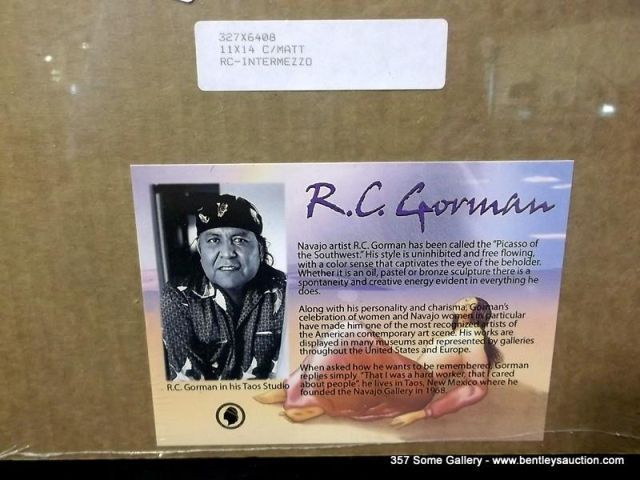 327X6408
11X14 C/MATT
RC-INTERMEZZO
R.C. Gorman
Navajo artist R.C. Gorman has been called the "Picasso of
the Southwest." His style is uninhibited and free flowing,
with a color sense that captivates the eye of the beholder.
Whether it is an oil, pastel or bronze sculpture there is a
spontaneity and creative energy evident in everything he
does.
Along with his personality and charisma, Gorman's
celebration of women and Navajo women in particular
have made him one of the most recognized artists of
the American contemporary art scene. His works are
displayed in many museums and represented by galleries
throughout the United States and Europe.
When asked how he wants to be remembered, Gorman
replies simply "That I was a hard worker; that I cared
about people". he lives in Taos, New Mexico where he
founded the Navajo Gallery in 1968.
R.C. Gorman in his Taos Studio
357 Some Gallery - www.bentleysauction.com